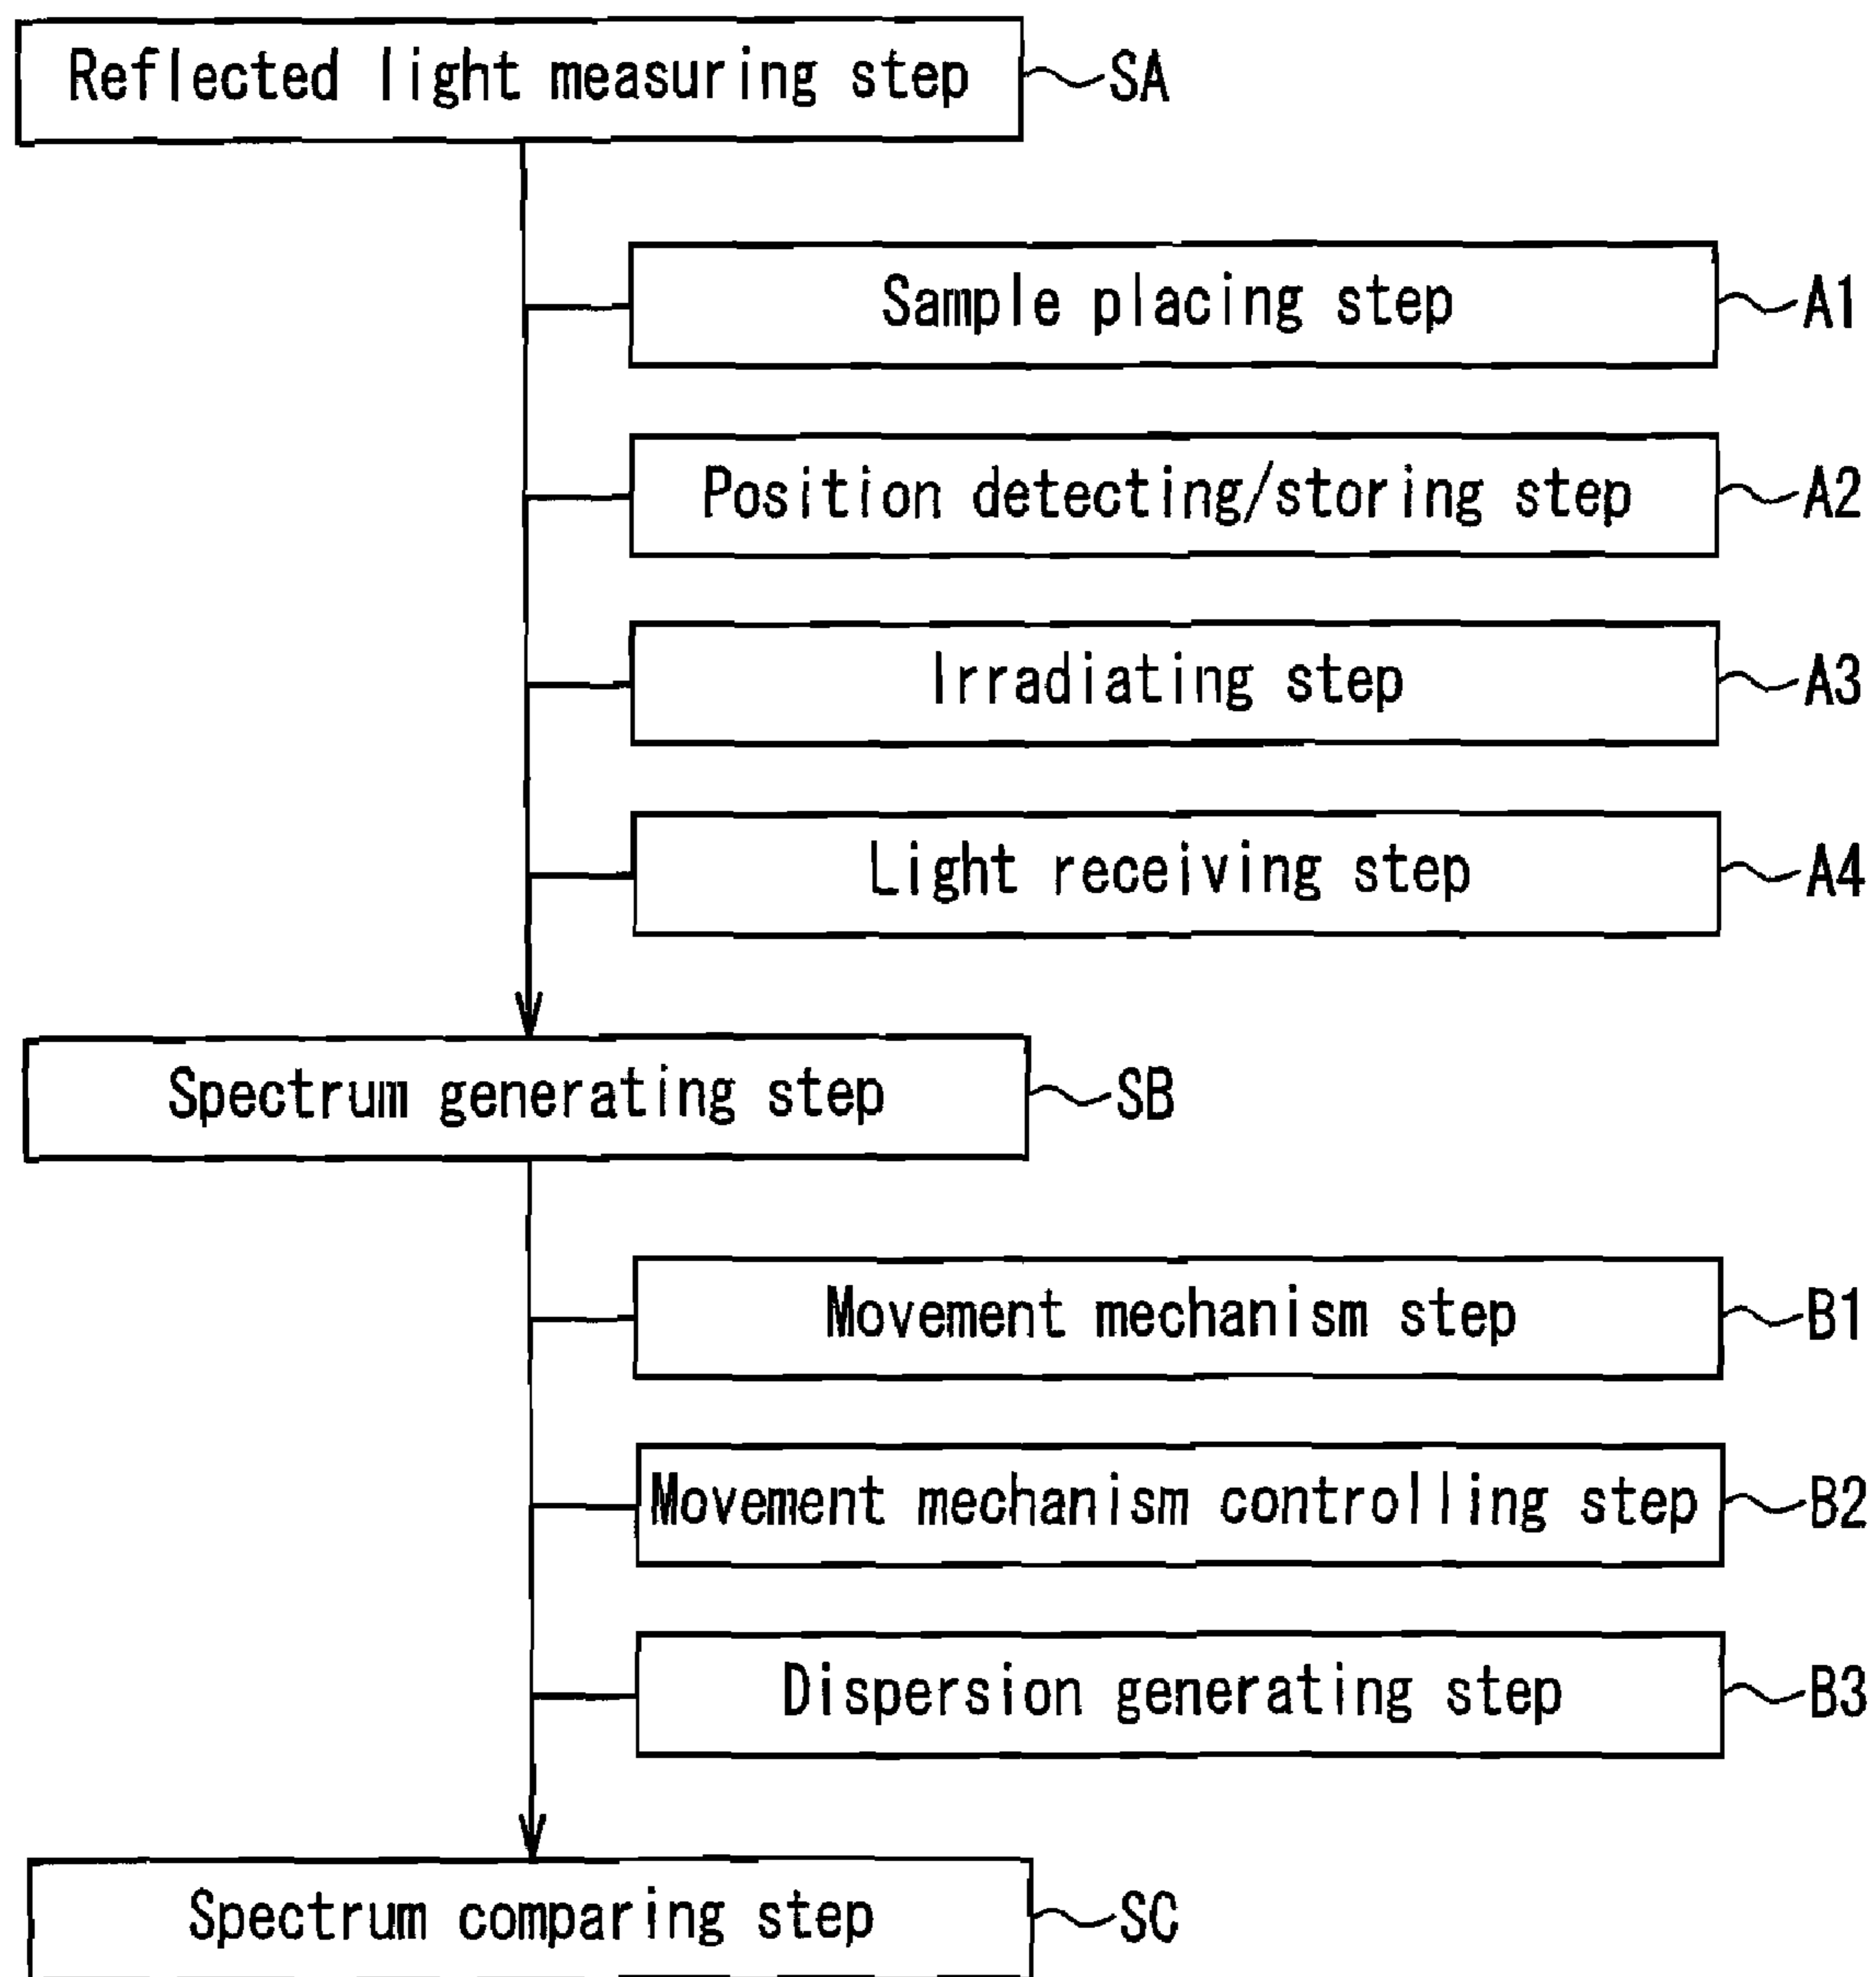 Reflected light measuring step SA
Sample placing step A1
Position detecting/storing step A2
Irradiating step A3
Light receiving step A4
Spectrum generating step SB
Movement mechanism step B1
Movement mechanism controlling step B2
Dispersion generating step B3
Spectrum comparing step SC